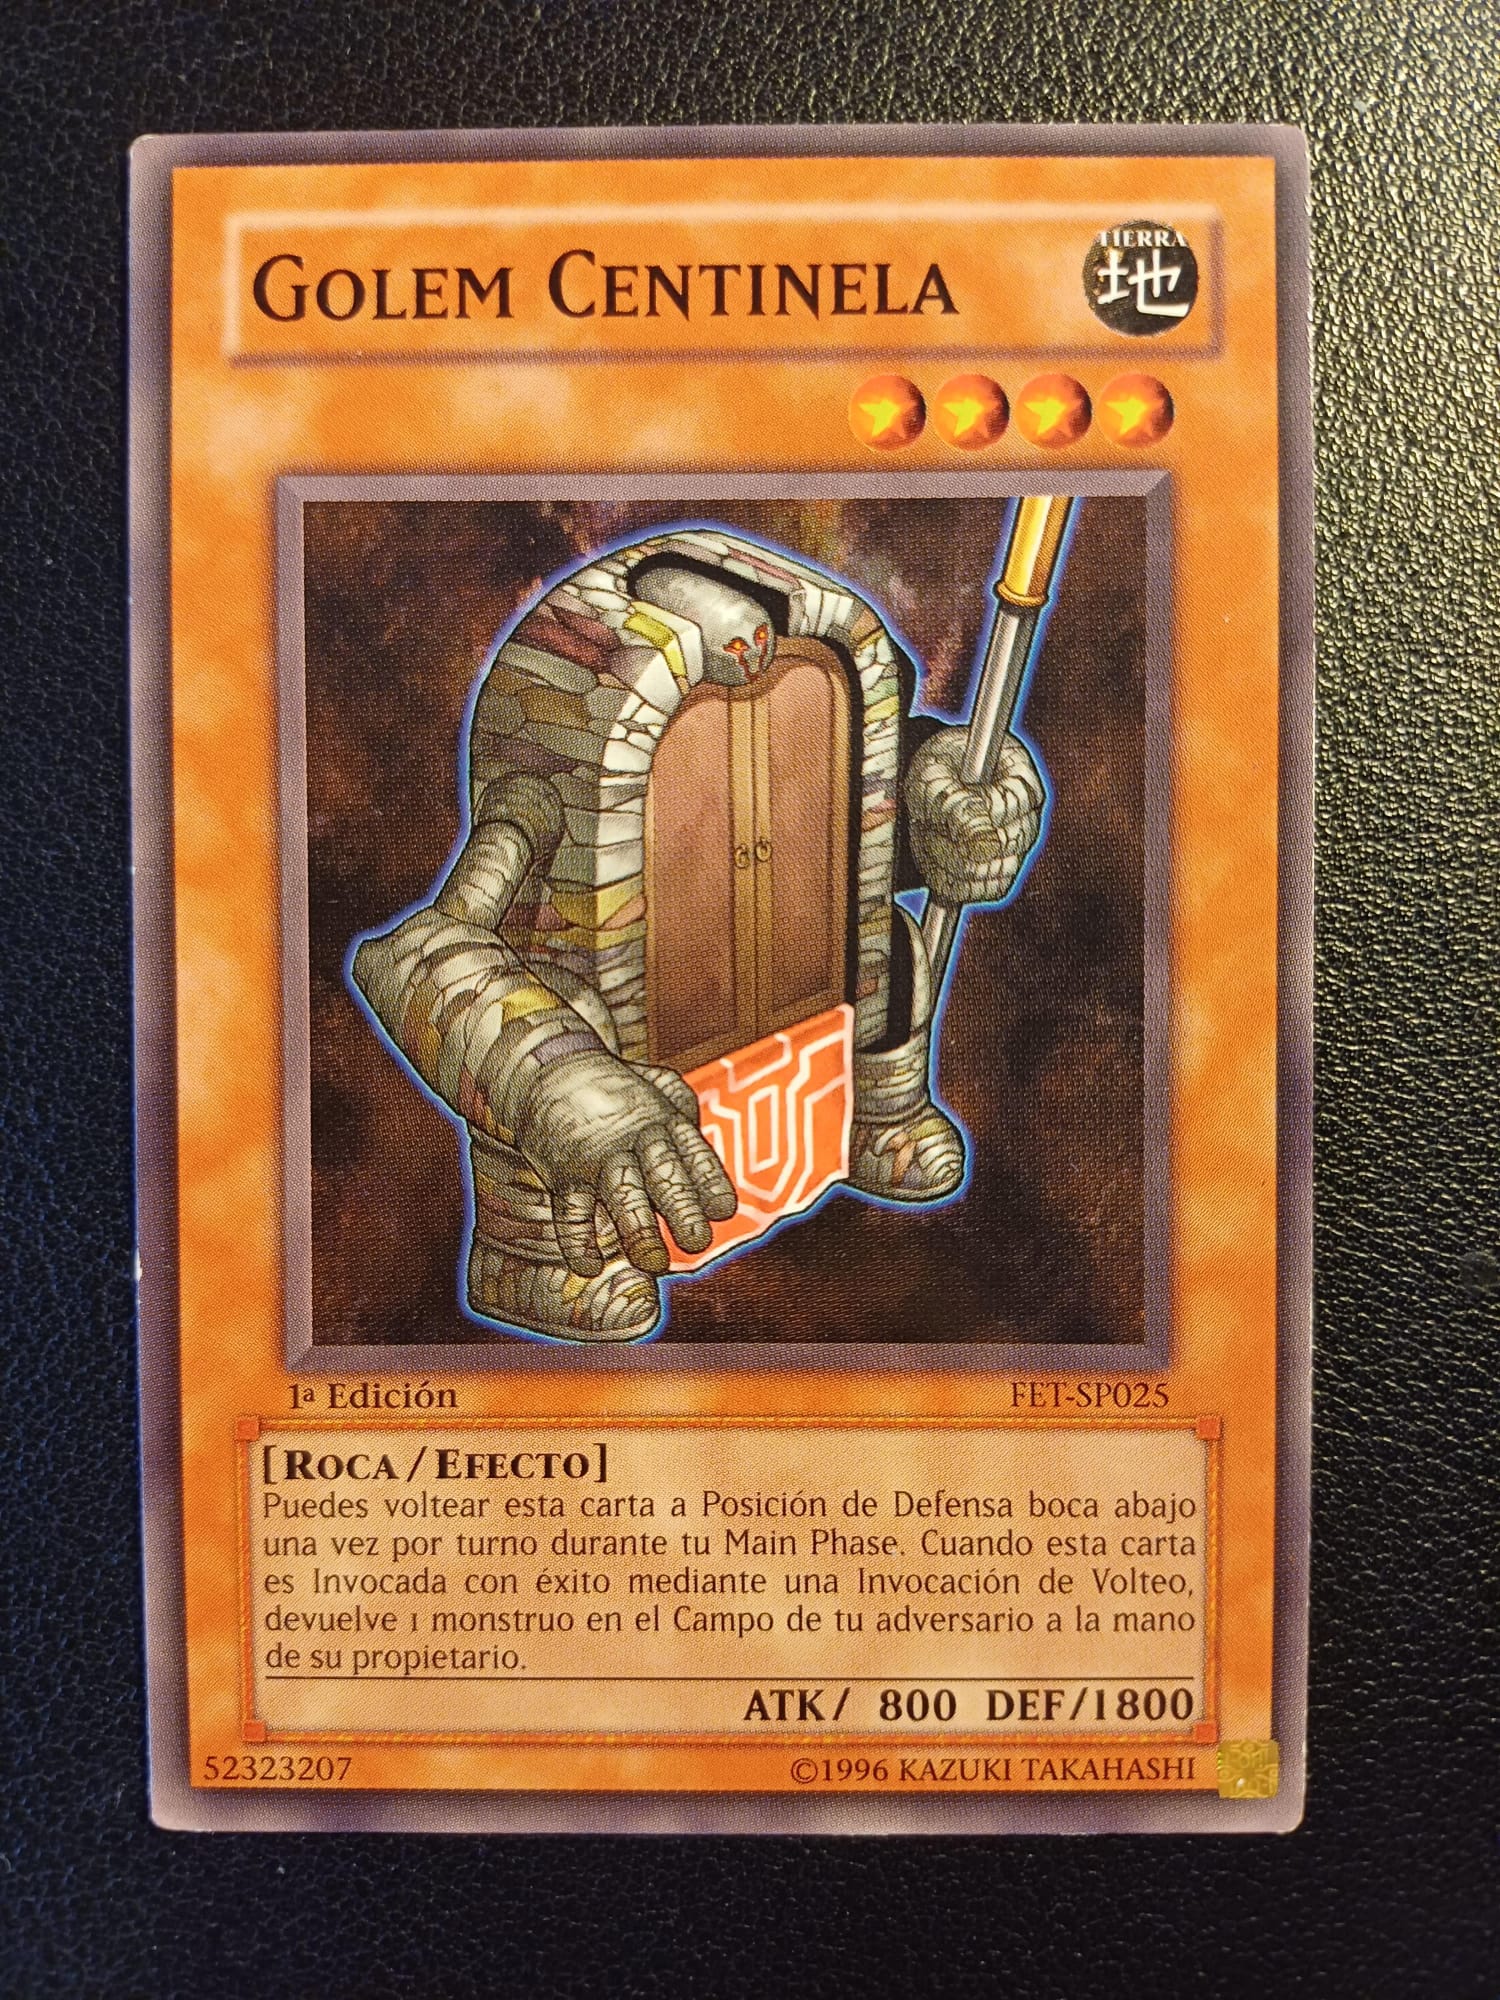 GOLEM CENTINELA
TIERRA
地
1ª Edición
FET-SP025
[ROCA/EFECTO]
Puedes voltear esta carta a Posición de Defensa boca abajo
una vez por turno durante tu Main Phase. Cuando esta carta
es Invocada con éxito mediante una Invocación de Volteo,
devuelve 1 monstruo en el Campo de tu adversario a la mano
de su propietario.
ATK/ 800 DEF/1800
52323207
©1996 KAZUKI TAKAHASHI